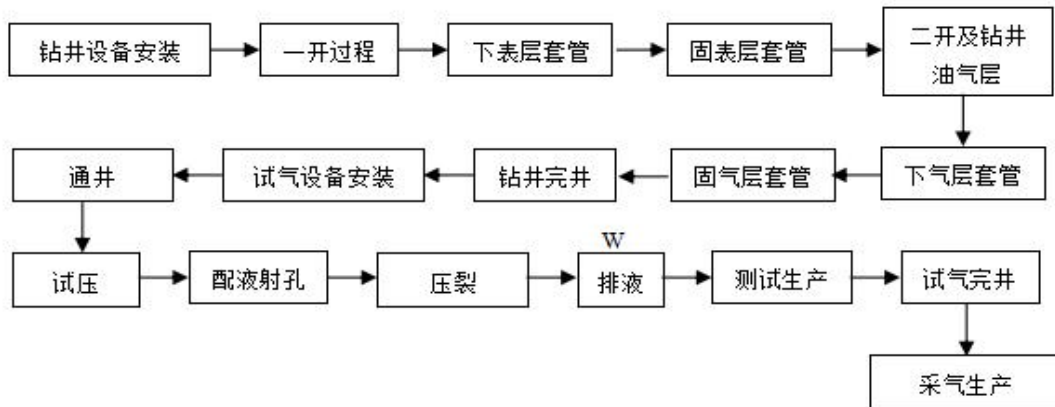 钻井设备安装
一开过程
下表层套管
固表层套管
二开及钻井
油气层
下气层套管
固气层套管
钻井完井
试气设备安装
通井
试压
配液射孔
压裂
W
排液
测试生产
试气完井
采气生产